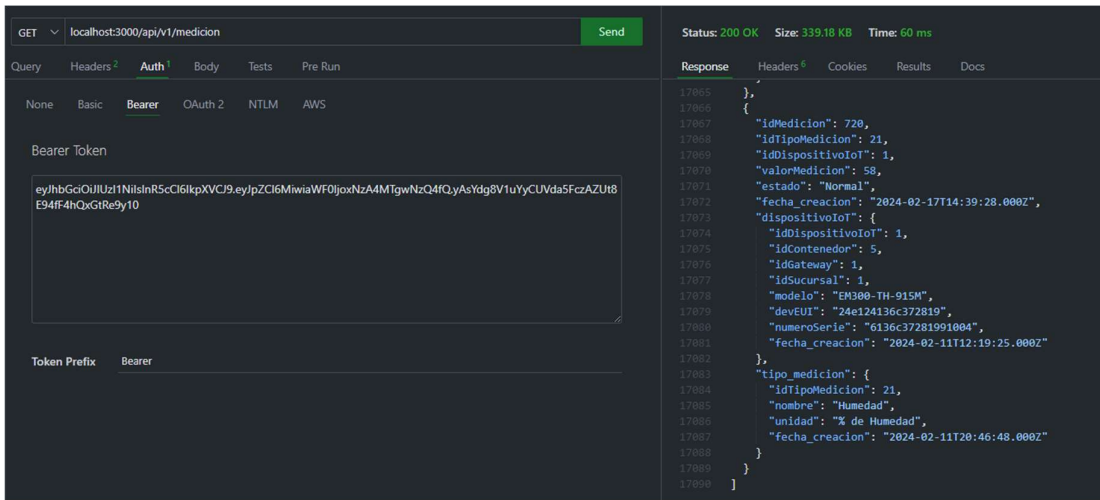 GET localhost:3000/api/v1/medicion Send
Query Headers 2 Auth 1 Body Tests Pre Run
None Basic Bearer OAuth 2 NTLM AWS
Bearer Token
eyJhbGciOiJIUzI1NiIsInR5cCI6IkpXVCJ9.eyJpZCI6MiwiaWF0IjoxNzA4MTgwNzQ4fQ.yAsYdg8V1uYyCUVda5FczAZUt8
E94fF4hQxGtRe9y10
Token Prefix Bearer
Status: 200 OK Size: 339.18 KB Time: 60 ms
Response Headers 6 Cookies Results Docs
17065 },
17066 {
17067 "idMedicion": 720,
17068 "idTipoMedicion": 21,
17069 "idDispositivoIoT": 1,
17070 "valorMedicion": 58,
17071 "estado": "Normal",
17072 "fecha_creacion": "2024-02-17T14:39:28.000Z",
17073 "dispositivoIoT": {
17074 "idDispositivoIoT": 1,
17075 "idContenedor": 5,
17076 "idGateway": 1,
17077 "idSucursal": 1,
17078 "modelo": "EM300-TH-915M",
17079 "devEUI": "24e124136c372819",
17080 "numeroSerie": "6136c37281991004",
17081 "fecha_creacion": "2024-02-11T12:19:25.000Z"
17082 },
17083 "tipo_medicion": {
17084 "idTipoMedicion": 21,
17085 "nombre": "Humedad",
17086 "unidad": "% de Humedad",
17087 "fecha_creacion": "2024-02-11T20:46:48.000Z"
17088 }
17089 }
17090 ]